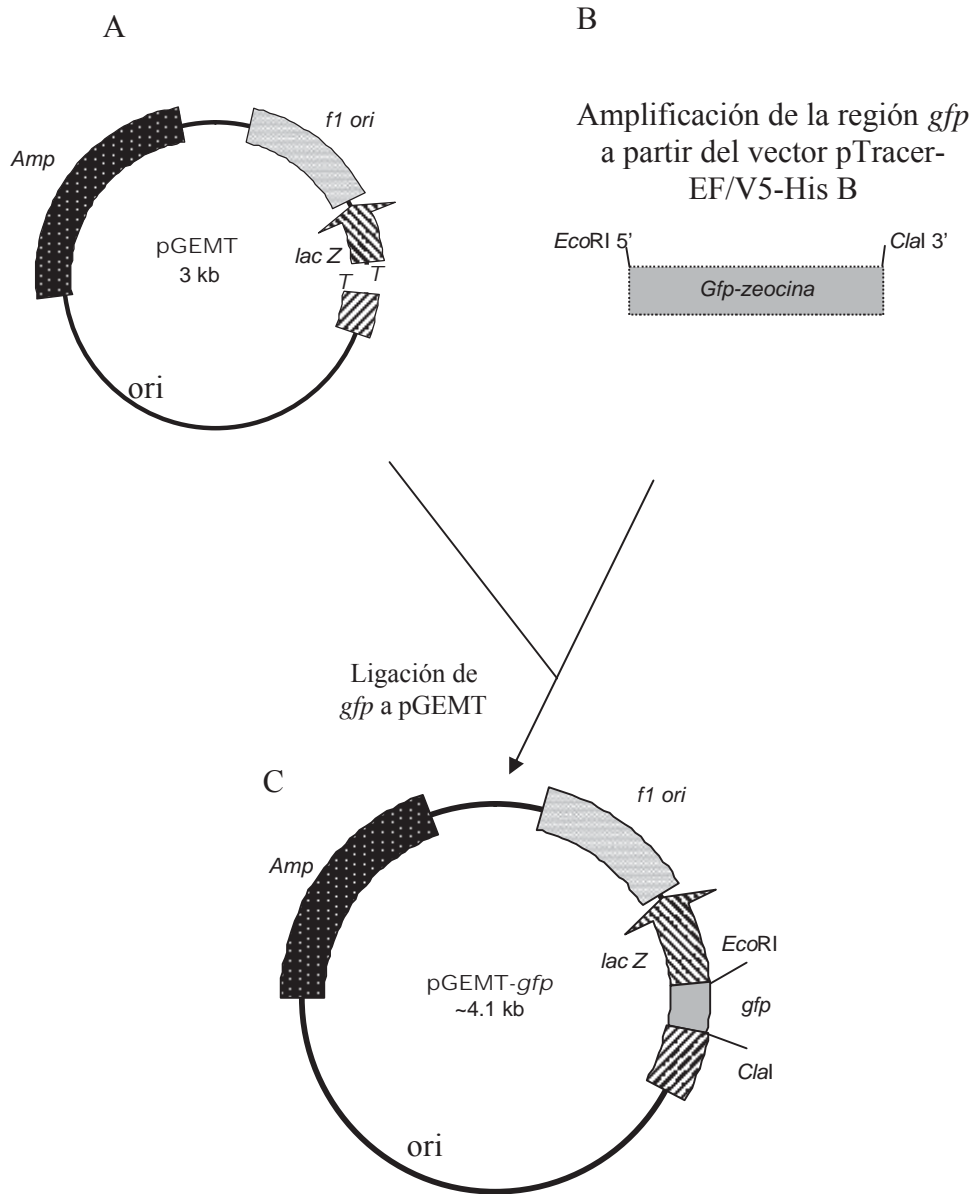 A
B
Amplificación de la región gfp
a partir del vector pTracer-
EF/V5-His B
f1 ori
Amp
pGEMT
3 kb
lac Z
T
T
ori
EcoRI 5’
ClaI 3’
Gfp-zeocina
Ligación de
gfp a pGEMT
C
f1 ori
Amp
lac Z
EcoRI
pGEMT-gfp
~4.1 kb
gfp
ClaI
ori